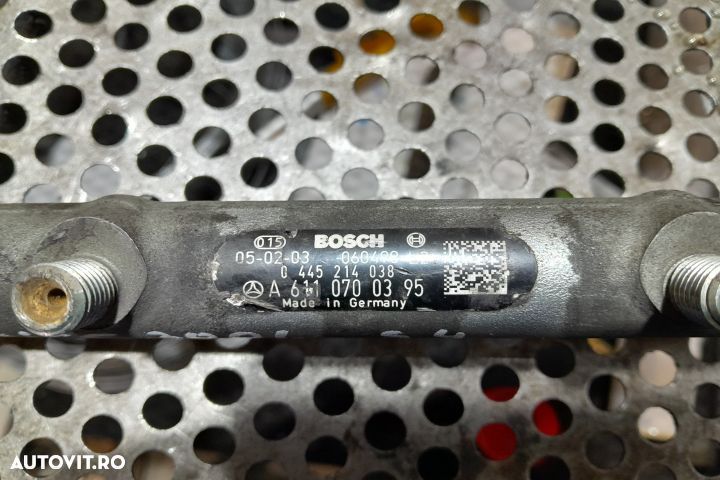 015 BOSCH
05-02-03
0 445 214 038
A 611 070 03 95
Made in Germany
AUTOVIT.RO